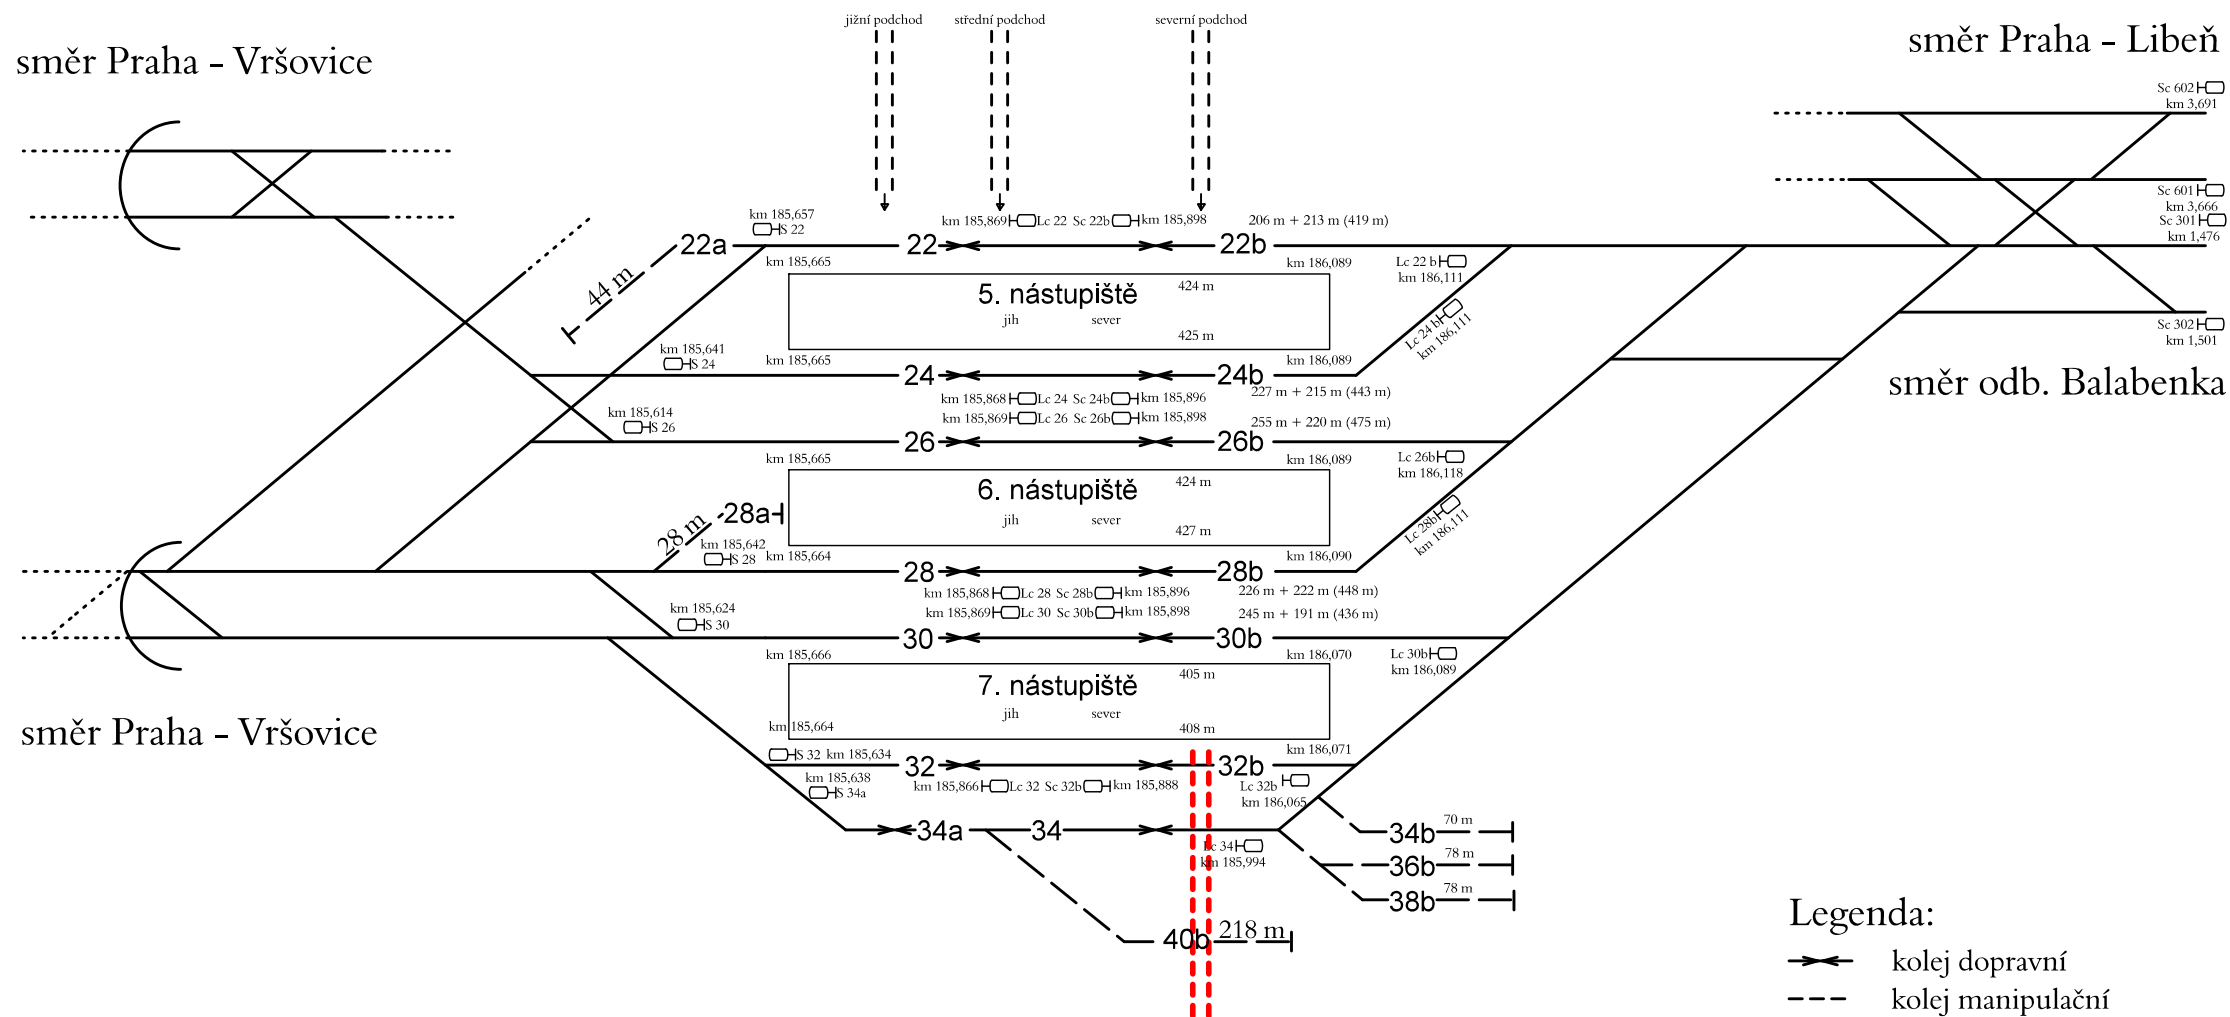 jižní podchod
střední podchod
severní podchod
směr Praha - Libeň
směr Praha - Vršovice
Sc 602
km 3,691
Sc 601
km 3,666
Sc 301
km 1,476
km 185,657
S 22
km 185,869 Lc 22 Sc 22b km 185,898
206 m + 213 m (419 m)
22a
22
22b
44 m
km 185,665
km 186,089
Lc 22 b
km 186,111
5. nástupiště
424 m
jih
sever
425 m
Lc 24 b
km 186,111
Sc 302
km 1,501
km 185,641
S 24
km 185,665
km 186,089
24
24b
směr odb. Balabenka
227 m + 215 m (443 m)
km 185,868 Lc 24 Sc 24b km 185,896
km 185,614
S 26
km 185,869 Lc 26 Sc 26b km 185,898
255 m + 220 m (475 m)
26
26b
km 185,665
km 186,089
Lc 26b
km 186,118
6. nástupiště
424 m
28a
jih
sever
28 m
427 m
Lc 28b
km 186,111
km 185,642
S 28
km 185,664
km 186,090
28
28b
km 185,868 Lc 28 Sc 28b km 185,896
226 m + 222 m (448 m)
km 185,624
S 30
km 185,869 Lc 30 Sc 30b km 185,898
245 m + 191 m (436 m)
30
30b
km 185,666
km 186,070
Lc 30b
km 186,089
7. nástupiště
405 m
jih
sever
směr Praha - Vršovice
km 185,664
408 m
S 32 km 185,634
km 186,071
32
32b
km 185,638
S 34a
km 185,866 Lc 32 Sc 32b km 185,888
Lc 32b
km 186,065
34a
34
34b
70 m
Lc 34
km 185,994
36b
78 m
38b
78 m
40b
218 m
Legenda:
kolej dopravní
kolej manipulační